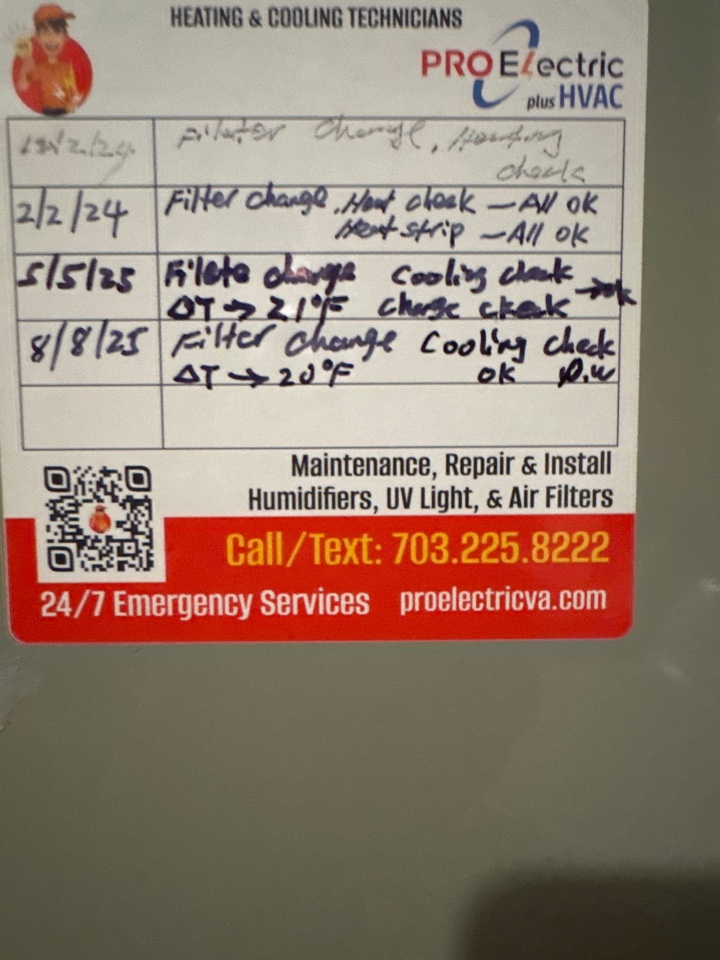 HEATING & COOLING TECHNICIANS
PRO Electric
plus HVAC
Filater change, Heating
check
2/2/24 Filter change, Heat check – All OK
Heat strip – All OK
5/5/25 Filete change Cooling check
ΔT → 21°F charge check → ok
8/8/25 Filter change Cooling check
ΔT → 20°F OK D.W
Maintenance, Repair & Install
Humidifiers, UV Light, & Air Filters
Call/Text: 703.225.8222
24/7 Emergency Services proelectricva.com